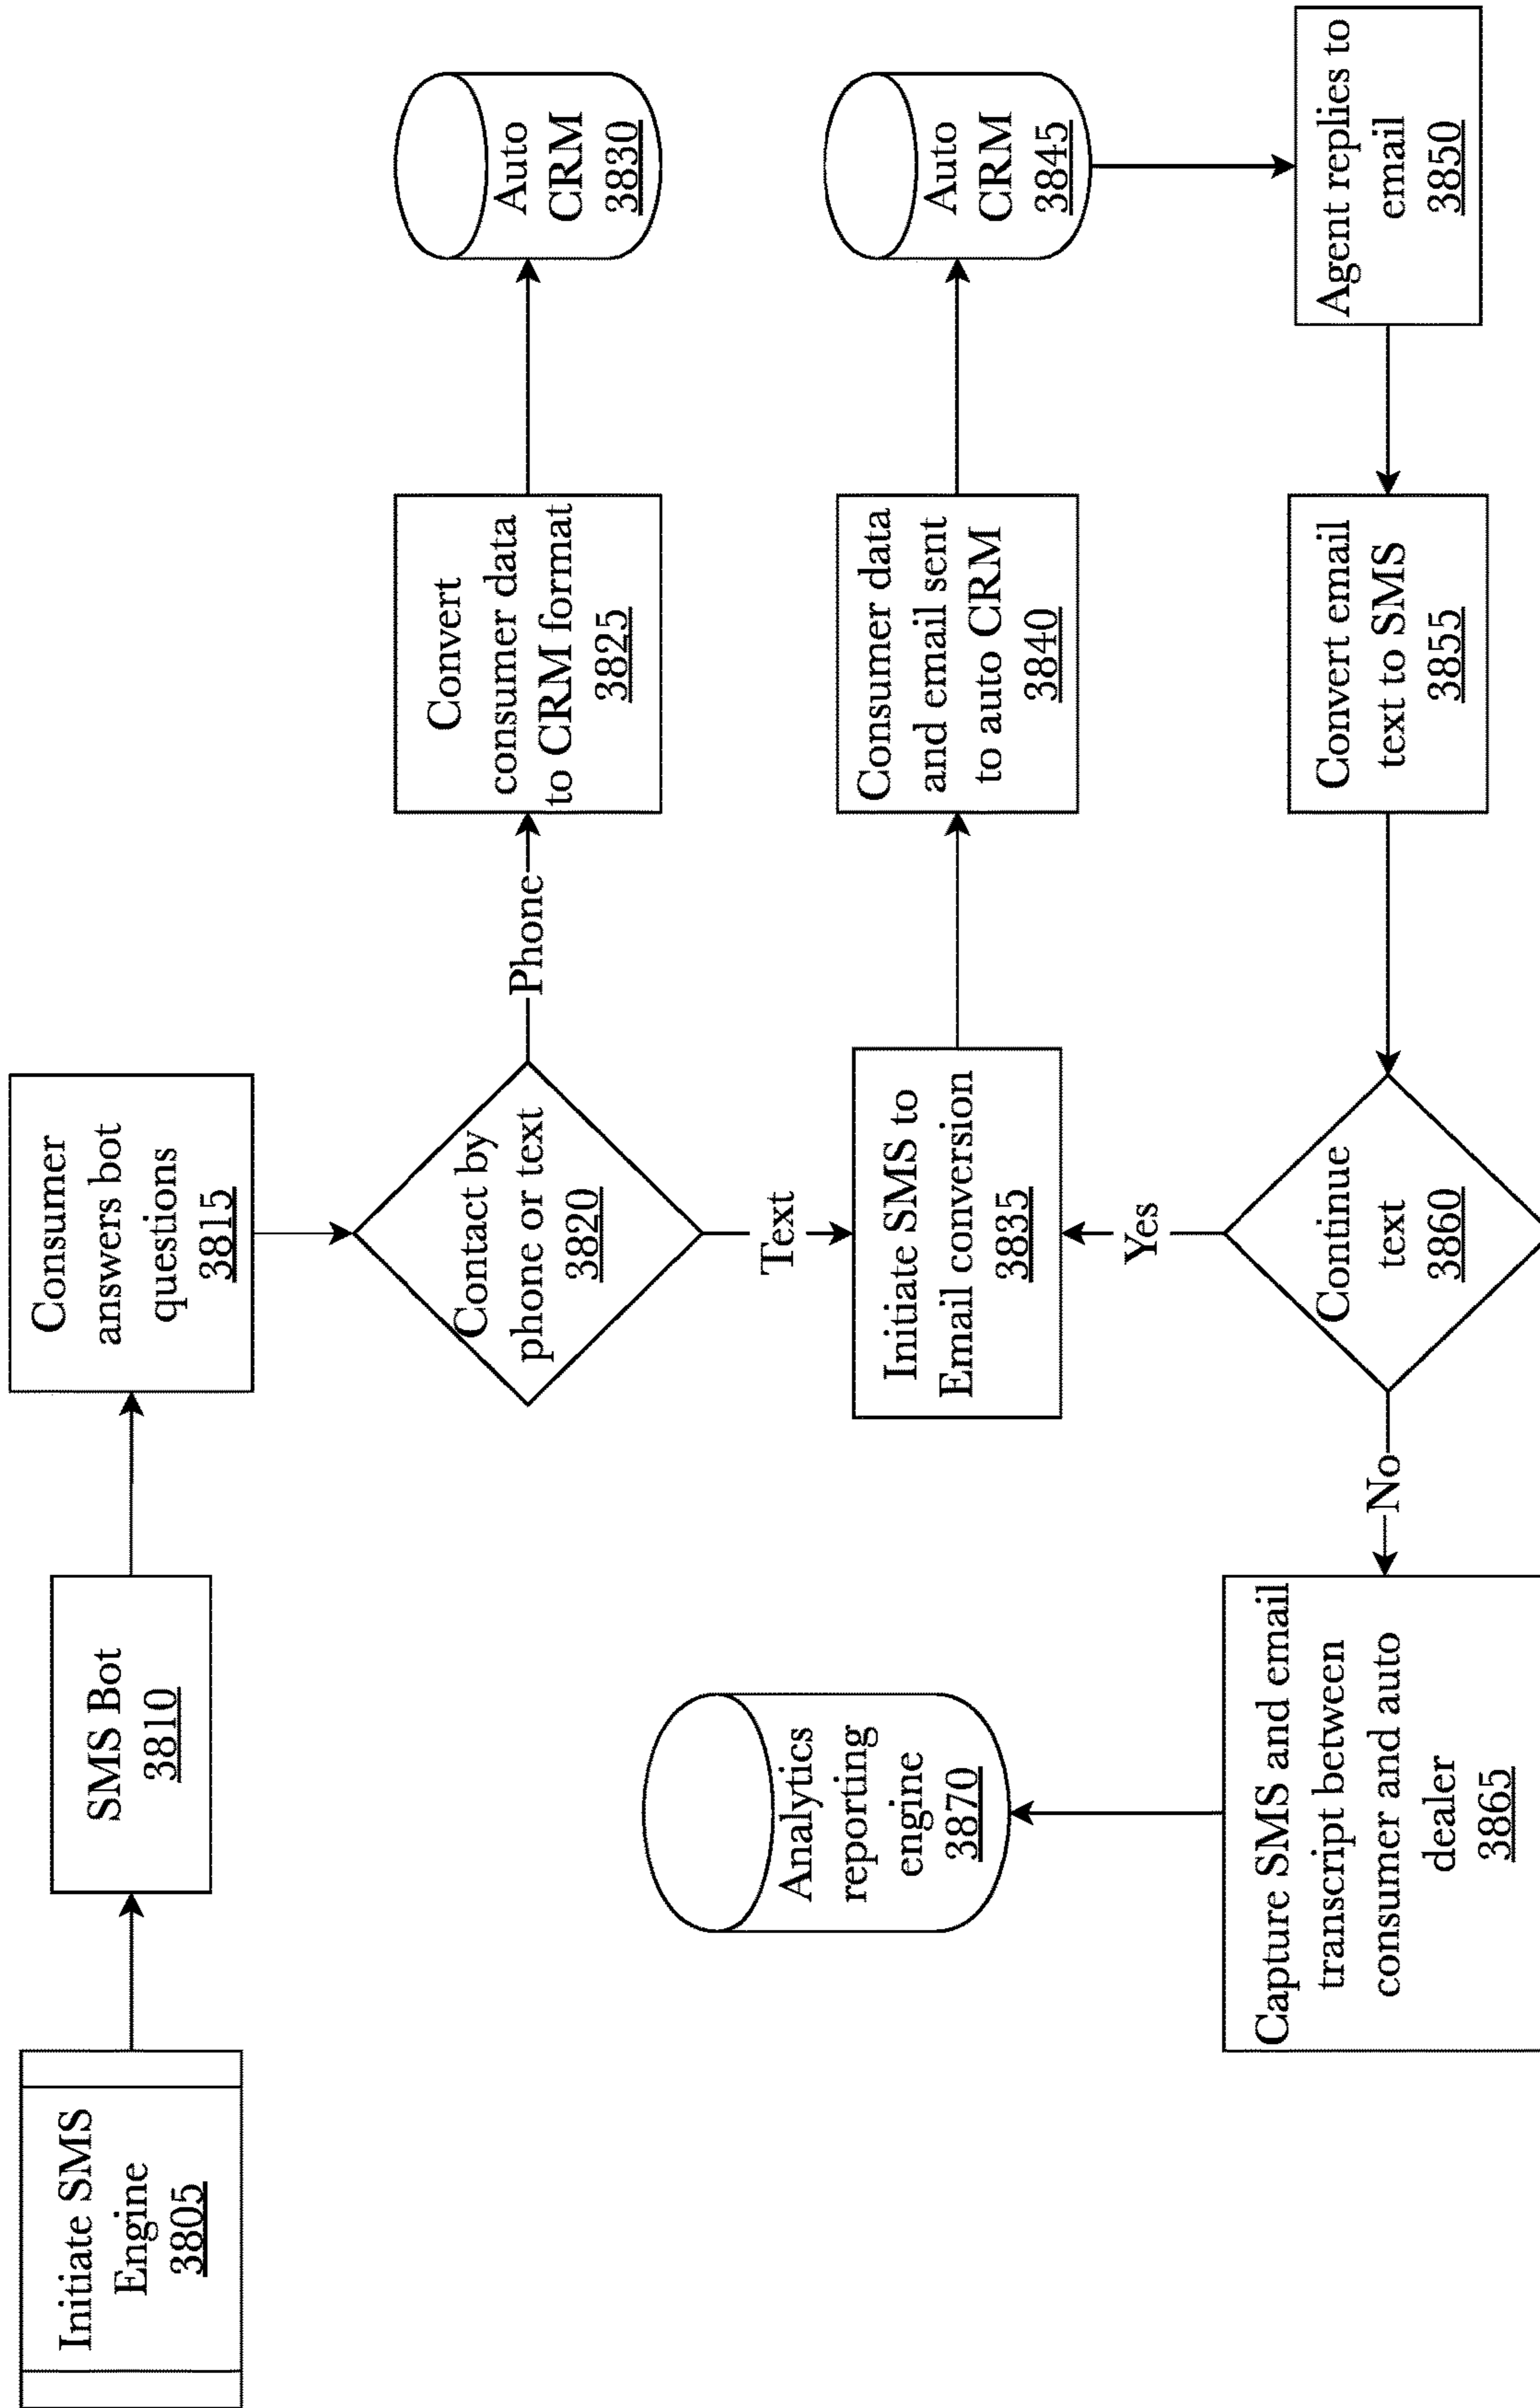 Initiate SMS
Engine
3805
SMS Bot
3810
Consumer
answers bot
questions
3815
Contact by
phone or text
3820
Phone
Convert
consumer data
to CRM format
3825
Auto
CRM
3830
Text
Initiate SMS to
Email conversion
3835
Consumer data
and email sent
to auto CRM
3840
Auto
CRM
3845
Agent replies to
email
3850
Convert email
text to SMS
3855
Continue
text
3860
Yes
No
Capture SMS and email
transcript between
consumer and auto
dealer
3865
Analytics
reporting
engine
3870